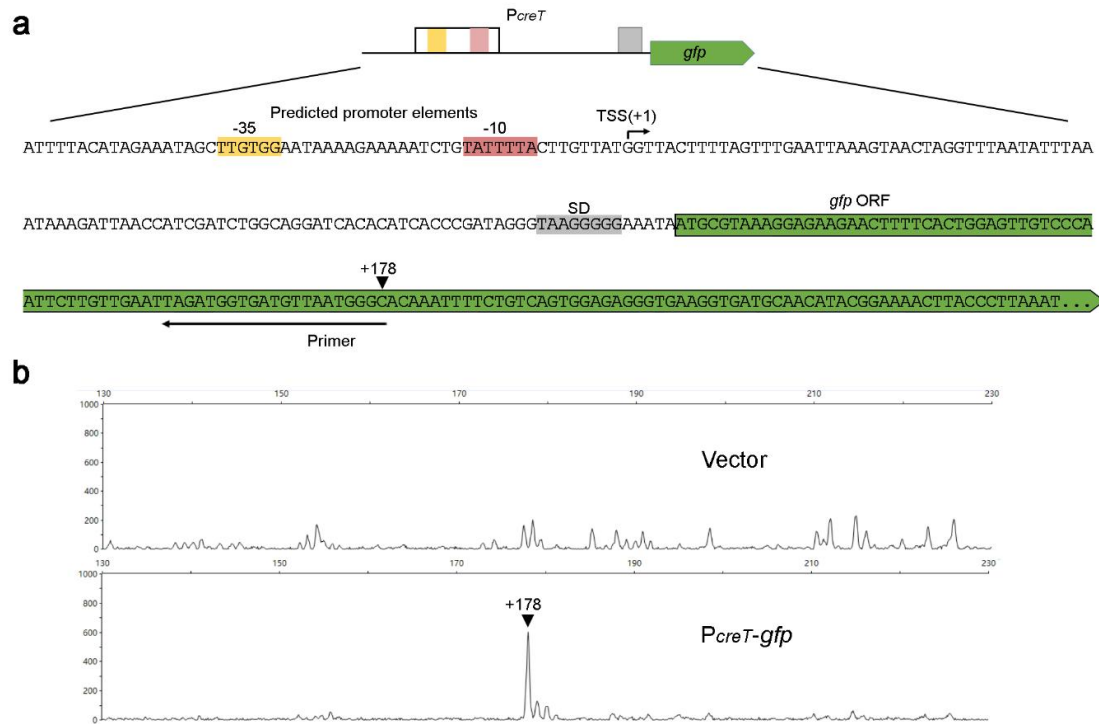 a
PcreT
gfp
Predicted promoter elements
-35
-10
TSS(+1)
ATTTTACATAGAAATAGCTTGTGGAATAAAAGAAAAATCTGTATTTTACTTGTTATGGTTACTTTTAGTTTGAATTAAAGTAACTAGGTTTAATATTTAA
SD
gfp ORF
ATAAAGATTAACCATCGATCTGGCAGGATCACACATCACCCGATAGGGTAAGGGGGAAATAATGCGTAAAGGAGAAGAACTTTTCACTGGAGTTGTCCCA
+178
ATTCTTGTTGAATTAGATGGTGATGTTAATGGGCACAAATTTTCTGTCAGTGGAGAGGGTGAAGGTGATGCAACATACGGAAAACTTACCCTTAAAT...
Primer
b
130 150 170 190 210 230
1000
800
600
400
200
0
Vector
130 150 170 190 210 230
1000
800
600
400
200
0
+178
PcreT-gfp